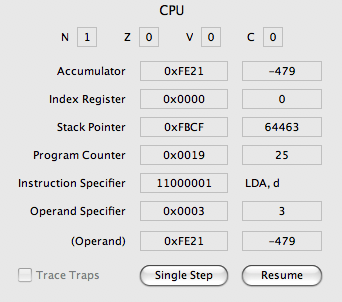 CPU
N 1 Z 0 V 0 C 0
Accumulator 0xFE21 -479
Index Register 0x0000 0
Stack Pointer 0xFBCF 64463
Program Counter 0x0019 25
Instruction Specifier 11000001 LDA, d
Operand Specifier 0x0003 3
(Operand) 0xFE21 -479
Trace Traps Single Step Resume